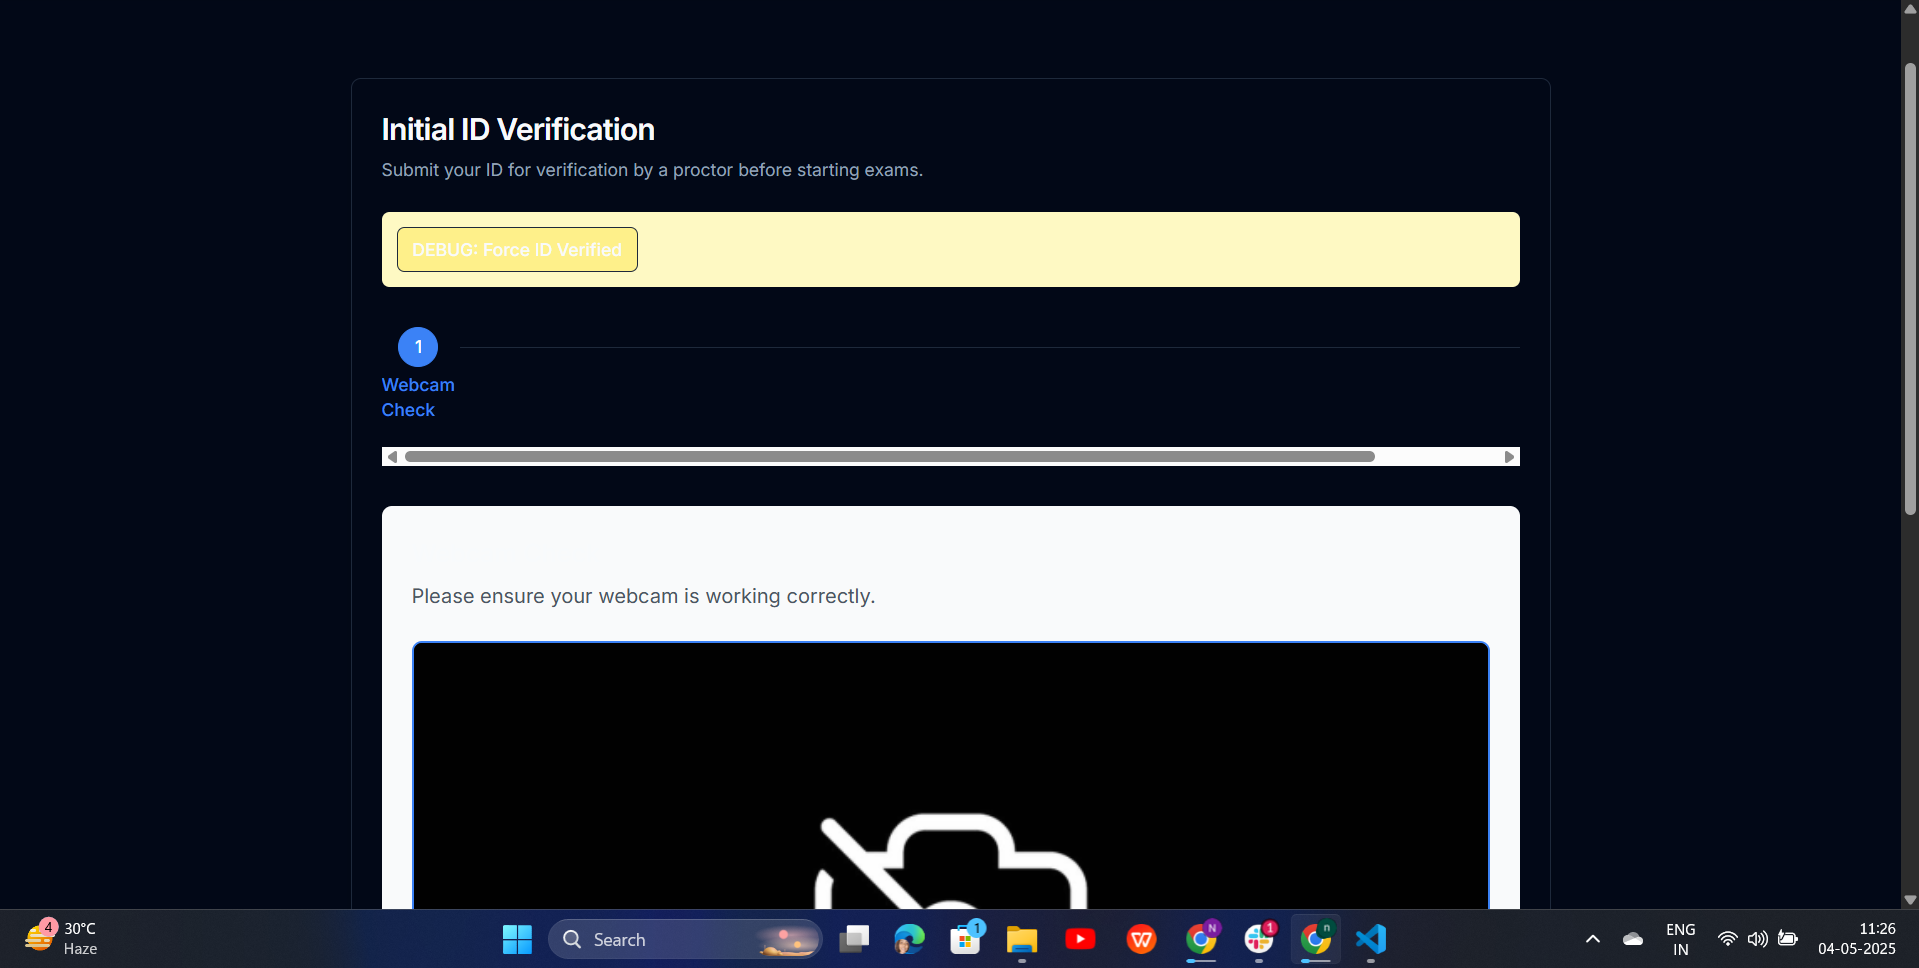 Initial ID Verification
Submit your ID for verification by a proctor before starting exams.
DEBUG: Force ID Verified
1
Webcam
Check
Please ensure your webcam is working correctly.
4
30°C
Haze
Search
1
N
1
n
ENG
IN
11:26
04-05-2025